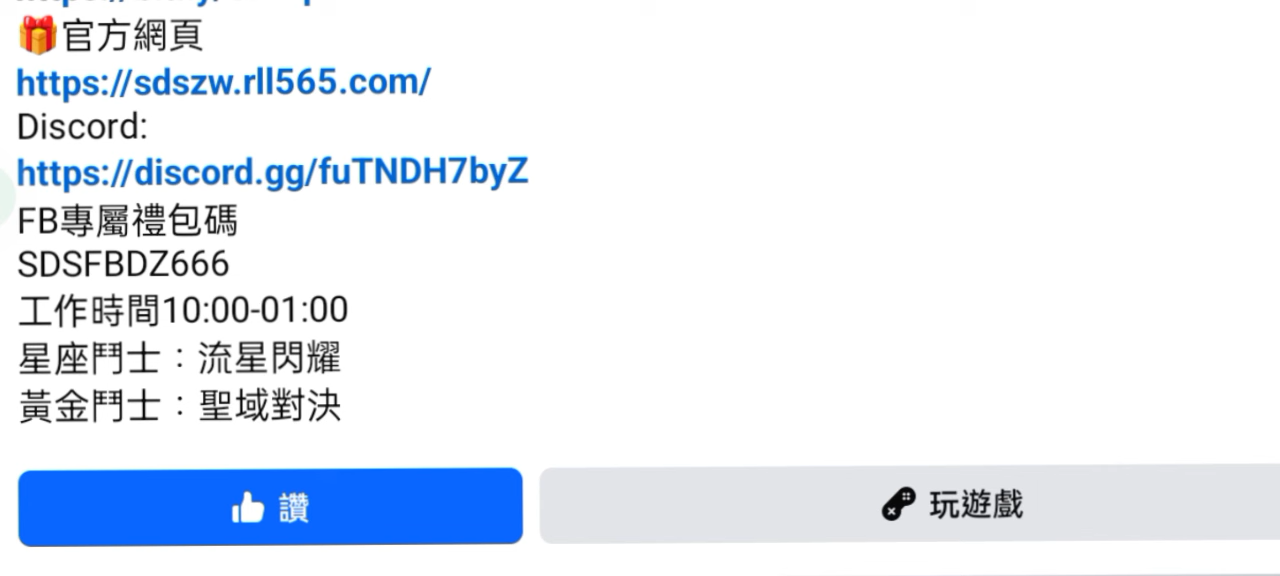 🎁官方網頁
https://sdszw.rll565.com/
Discord:
https://discord.gg/fuTNDH7byZ
FB專屬禮包碼
SDSFBDZ666
工作時間10:00-01:00
星座鬥士：流星閃耀
黃金鬥士：聖域對決
讚
玩遊戲